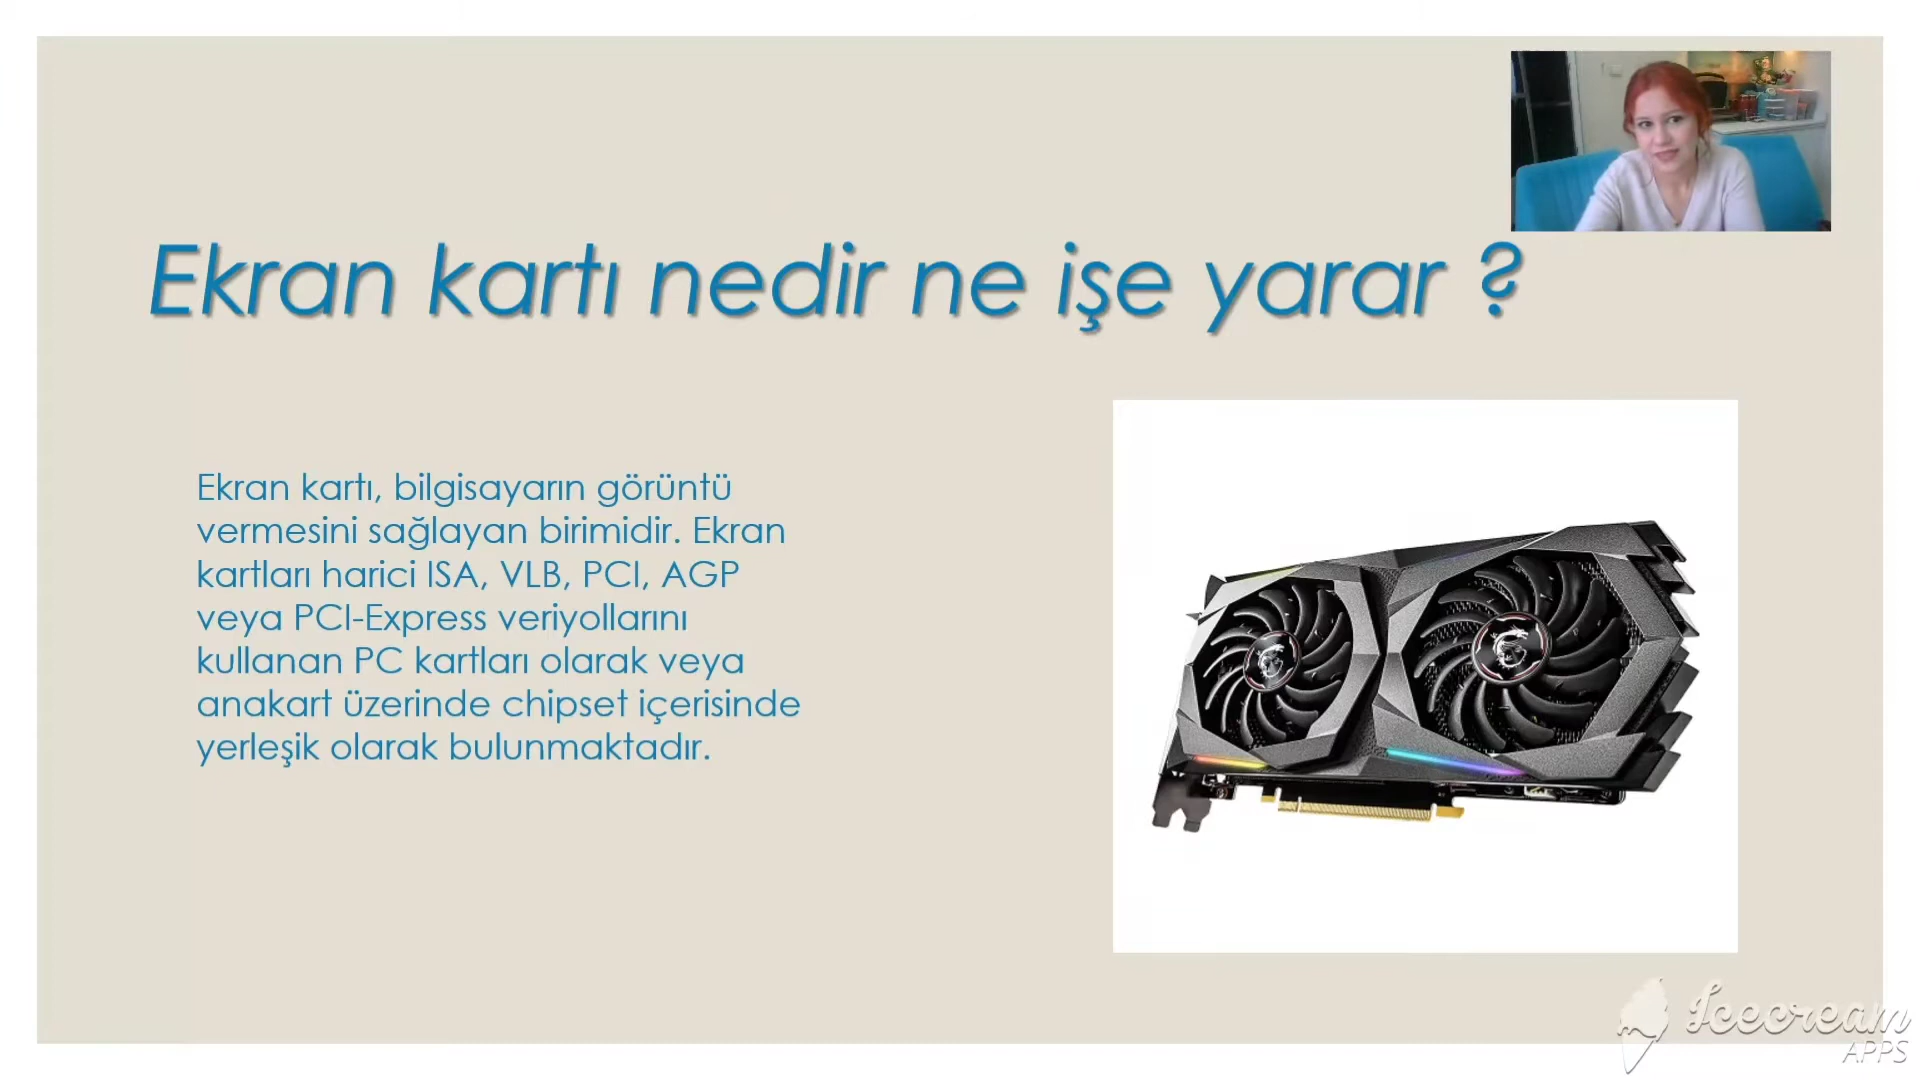 Ekran kartı nedir ne işe yarar ?
Ekran kartı, bilgisayarın görüntü
vermesini sağlayan birimidir. Ekran
kartları harici ISA, VLB, PCI, AGP
veya PCI-Express veriyollarını
kullanan PC kartları olarak veya
anakart üzerinde chipset içerisinde
yerleşik olarak bulunmaktadır.
Icecream
APPS